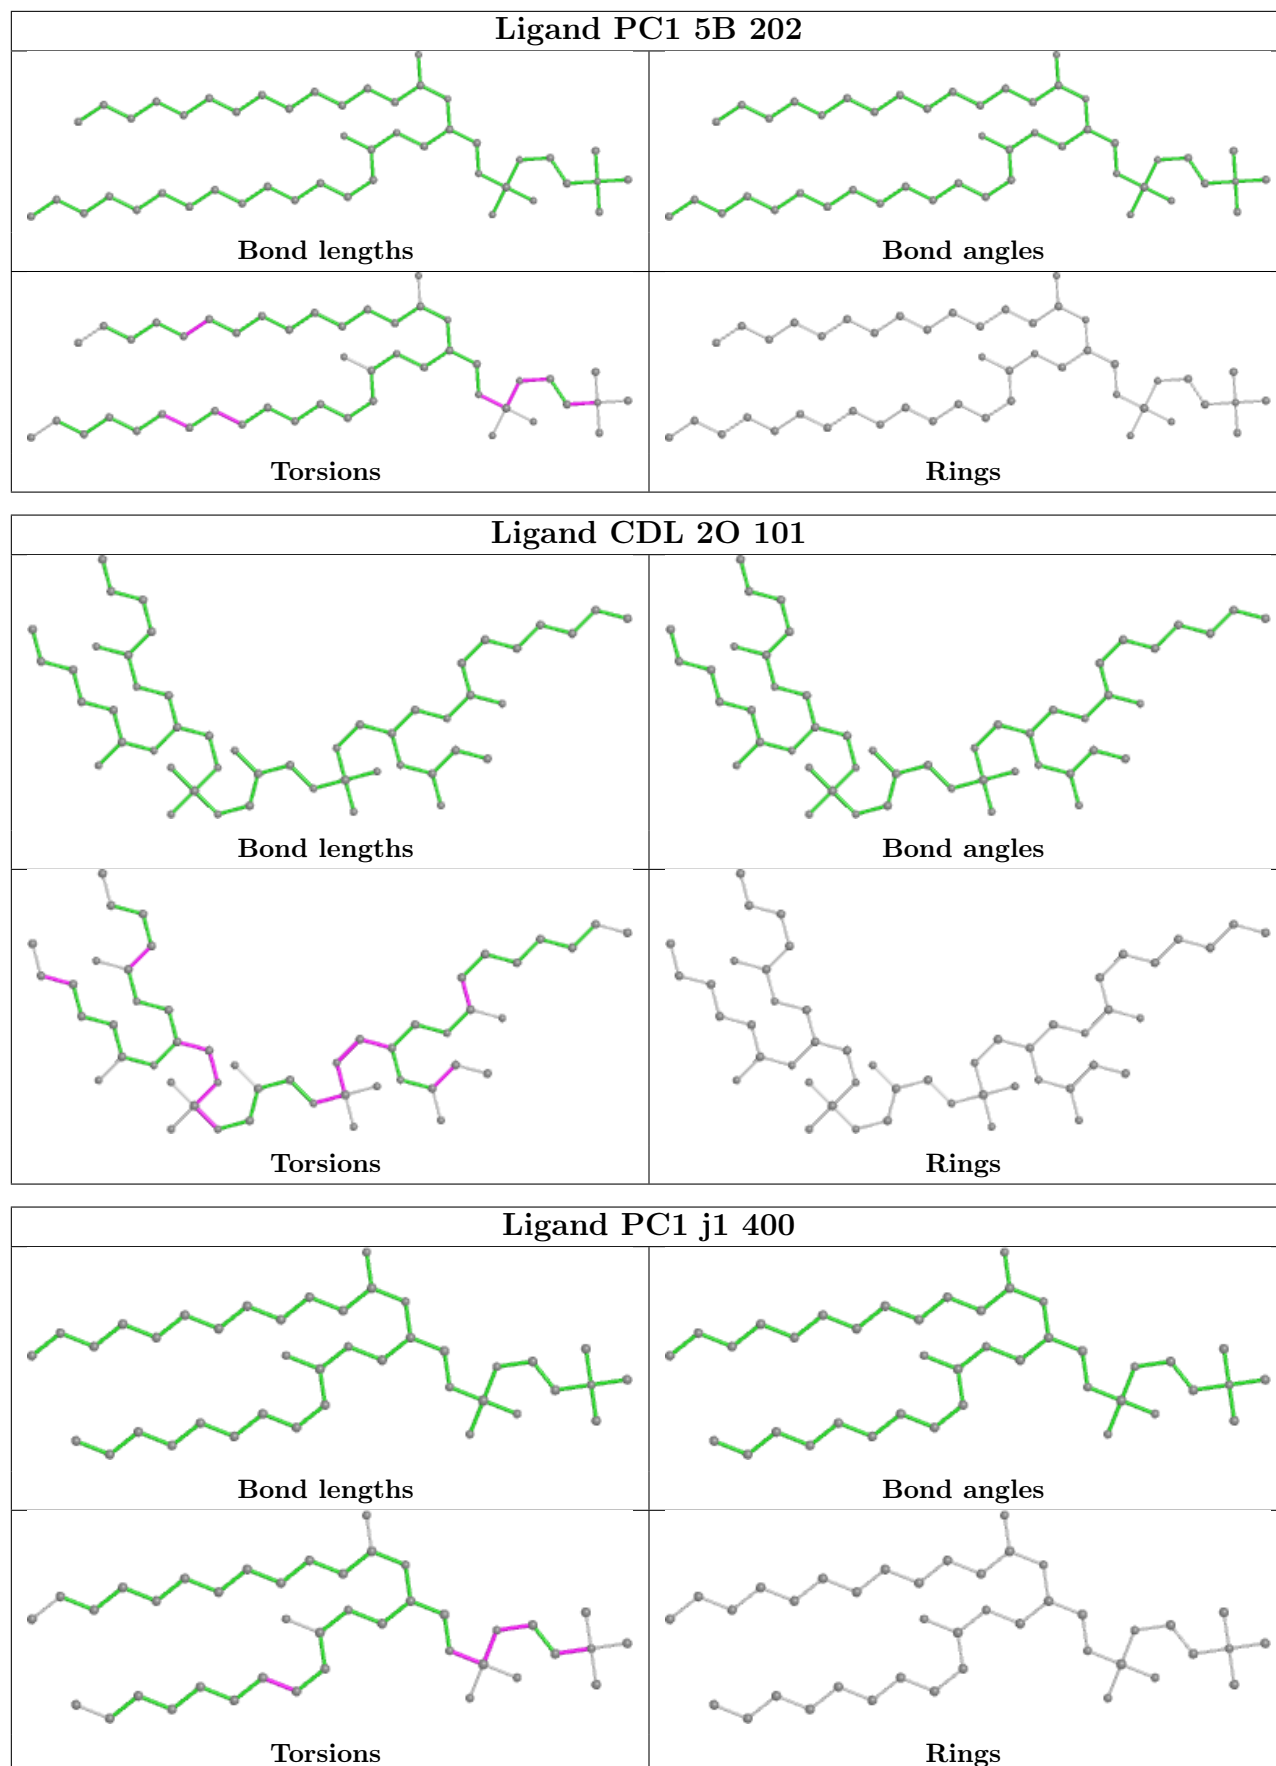 Ligand PC1 5B 202
Bond lengths
Bond angles
Torsions
Rings
Ligand CDL 2O 101
Bond lengths
Bond angles
Torsions
Rings
Ligand PC1 j1 400
Bond lengths
Bond angles
Torsions
Rings